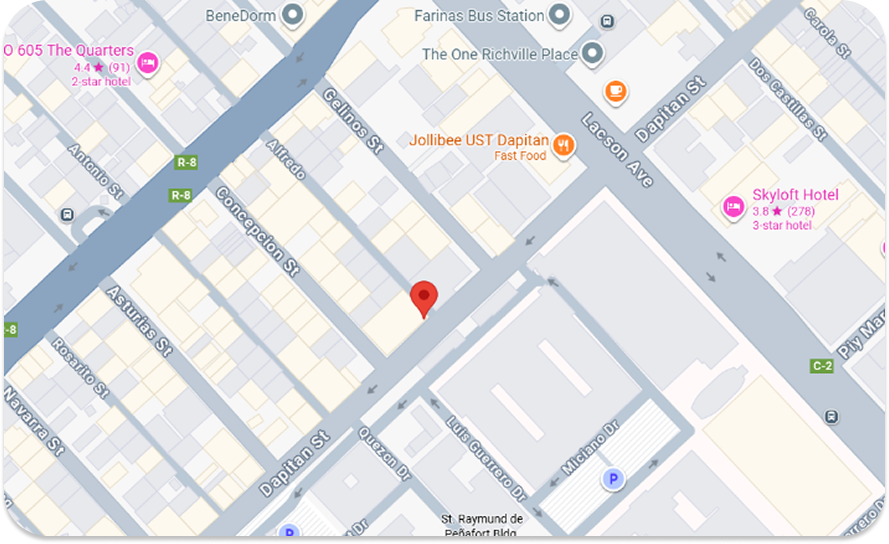 BeneDorm
Farinas Bus Station
Carola St
O 605 The Quarters
4.4★ (91)
2-star hotel
The One Richville Place
Dos Castillas St
Dapitan St
Gelinos St
Lacson Ave
Jollibee UST Dapitan
Fast Food
Antonio St
R-8
Alfredo
R-8
Concepcion St
Skyloft Hotel
3.8★ (278)
3-star hotel
Asturias St
-8
Piy Mar
C-2
Rosarito St
Navarra St
Dapitan St
Quezon Dr
Luis Guerrero Dr
Miciano Dr
P
St. Raymund de
Peñafort Bldg
P
Dr
rrero Dr